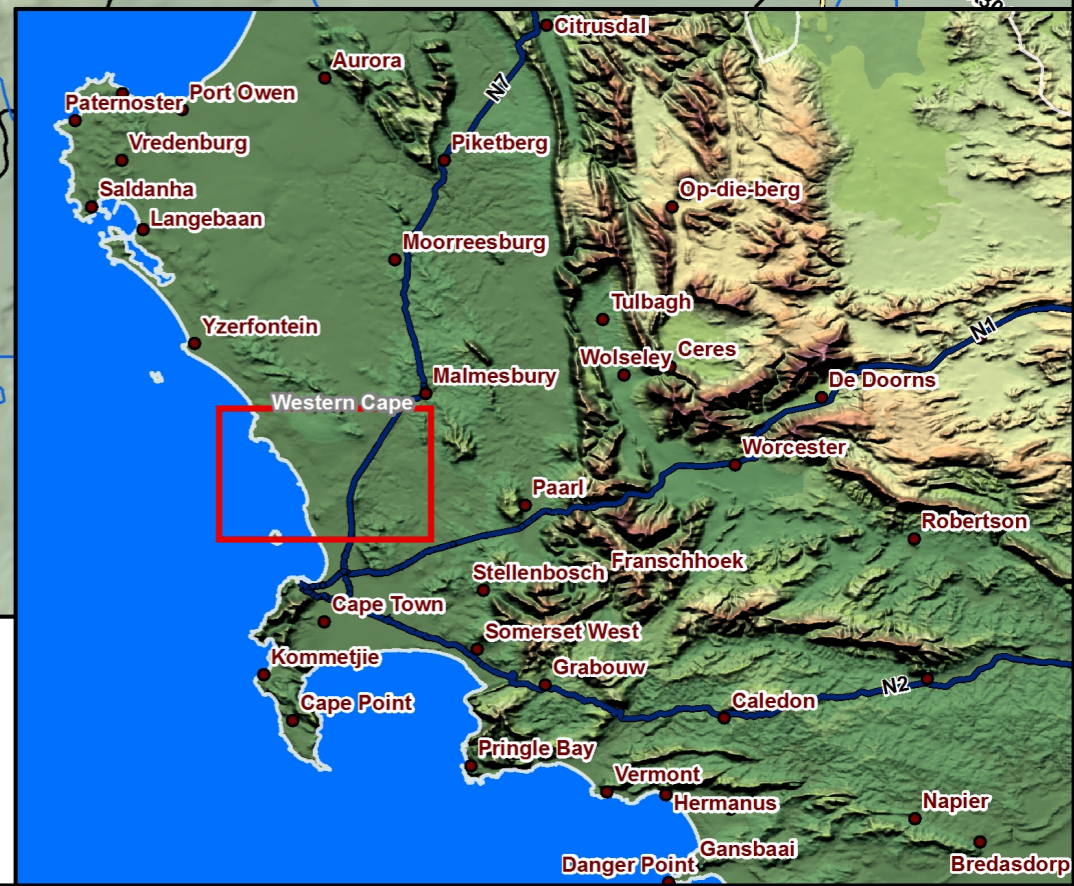 Citrusdal
Aurora
N7
Port Owen
Paternoster
Vredenburg
Piketberg
Saldanha
Op-die-berg
Langebaan
Moorreesburg
Tulbagh
Yzerfontein
N1
Wolseley
Ceres
Malmesbury
De Doorns
Western Cape
Worcester
Paarl
Robertson
Franschhoek
Stellenbosch
Cape Town
Somerset West
Kommetjie
Grabouw
N2
Cape Point
Caledon
Pringle Bay
Vermont
Hermanus
Napier
Gansbaai
Danger Point
Bredasdorp